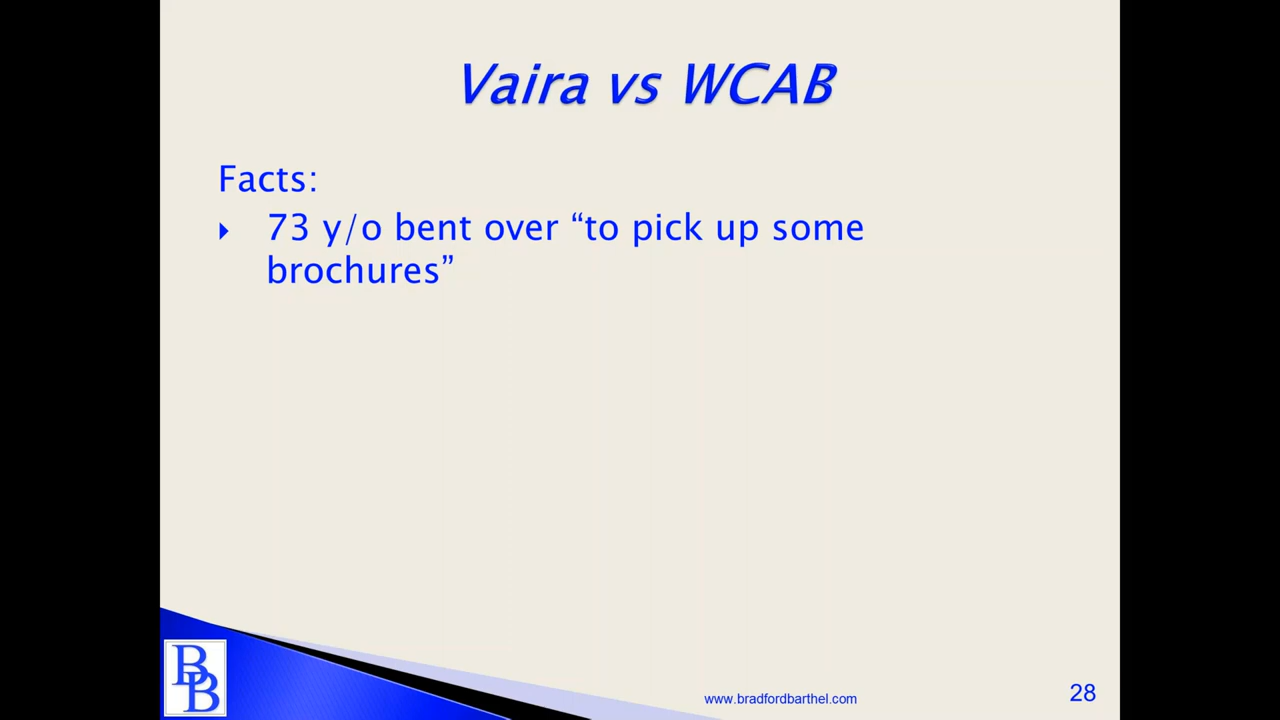 Vaira vs WCAB
Facts:
73 y/o bent over “to pick up some
brochures”
BB
www.bradfordbarthel.com
28